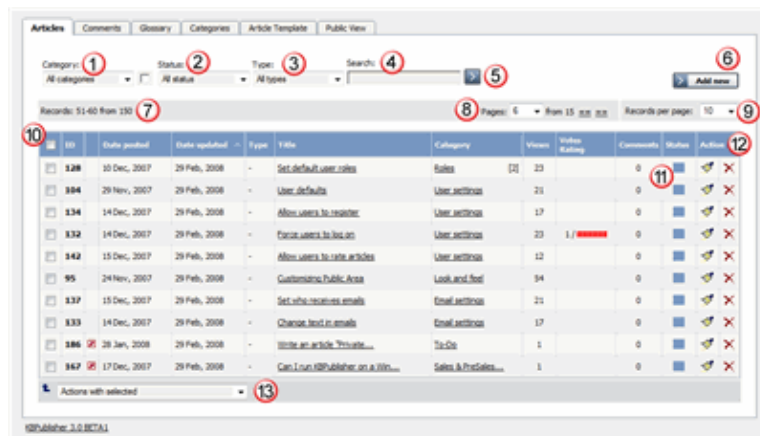 Articles Comments Glossary Categories Article Template Public View
Category: 1 Status: 2 Type: 3 Search: 4 6
All categories All status All types 5 Add new
Records: 51-60 from 150 7 8 Pages: 6 from 15 Records per page: 10 9
10 ID Date posted Date updated Type Title Category Views Votes Rating Comments Status Action 12
128 10 Dec, 2007 29 Feb, 2008 - Set default user roles Roles [2] 23 0 11
104 29 Nov, 2007 29 Feb, 2008 - User defaults User settings 21 0
134 14 Dec, 2007 29 Feb, 2008 - Allow users to register User settings 17 0
132 14 Dec, 2007 29 Feb, 2008 - Force users to log on User settings 23 1 / 0
142 15 Dec, 2007 29 Feb, 2008 - Allow users to rate articles User settings 12 0
95 24 Nov, 2007 29 Feb, 2008 - Customizing Public Area Look and feel 54 0
137 15 Dec, 2007 29 Feb, 2008 - Set who receives emails Email settings 21 0
133 14 Dec, 2007 29 Feb, 2008 - Change text in emails Email settings 17 0
186 28 Jan, 2008 29 Feb, 2008 - Write an article "Private.... To-Do 1 0
167 17 Dec, 2007 29 Feb, 2008 - Can I run KBPublisher on a Win.... Sales & PreSales... 1 0
Actions with selected 13
KBPublisher 3.0 BETA1